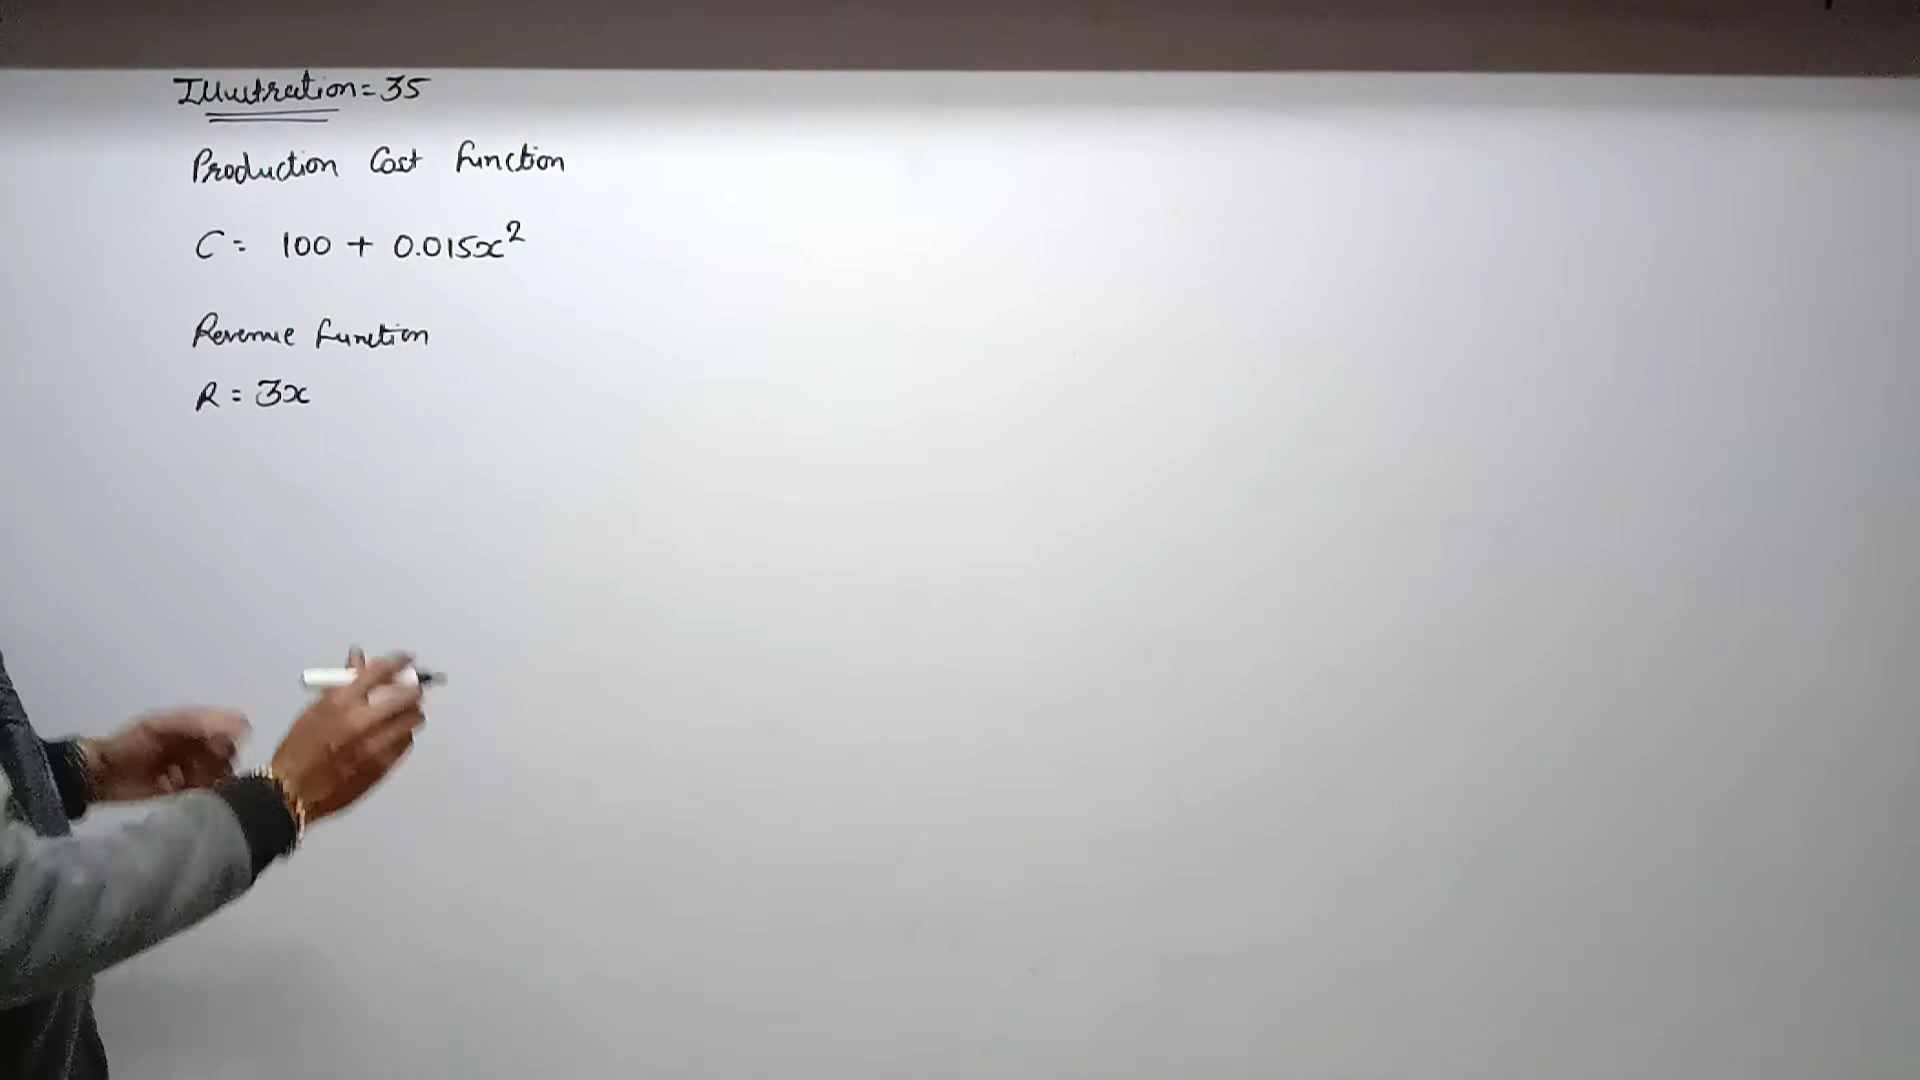 Illustration = 35
Production Cost function
C = 100 + 0.015x²
Revenue function
R = 3x